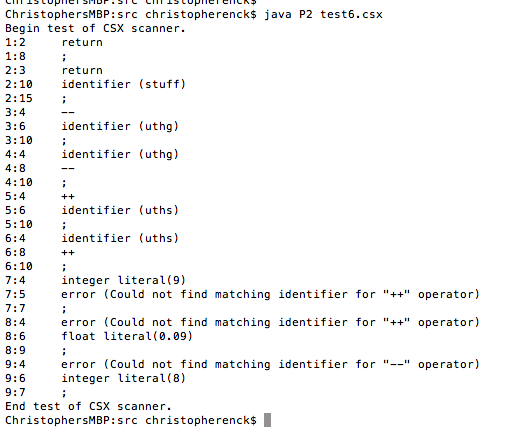 ChristophersMBP:src christopherenck$
ChristophersMBP:src christopherenck$ java P2 test6.csx
Begin test of CSX scanner.
1:2 return
1:8 ;
2:3 return
2:10 identifier (stuff)
2:15 ;
3:4 --
3:6 identifier (uthg)
3:10 ;
4:4 identifier (uthg)
4:8 --
4:10 ;
5:4 ++
5:6 identifier (uths)
5:10 ;
6:4 identifier (uths)
6:8 ++
6:10 ;
7:4 integer literal(9)
7:5 error (Could not find matching identifier for "++" operator)
7:7 ;
8:4 error (Could not find matching identifier for "++" operator)
8:6 float literal(0.09)
8:9 ;
9:4 error (Could not find matching identifier for "--" operator)
9:6 integer literal(8)
9:7 ;
End test of CSX scanner.
ChristophersMBP:src christopherenck$